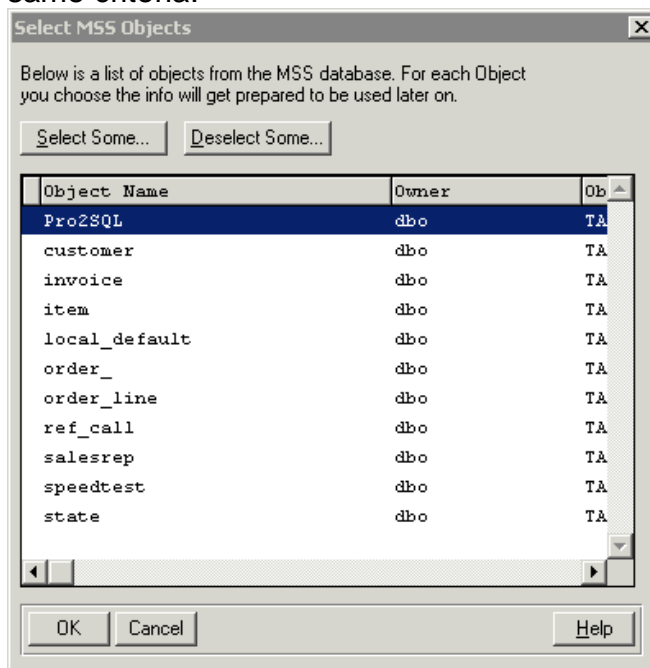 same criteria.
Select MSS Objects
Below is a list of objects from the MSS database. For each Object
you choose the info will get prepared to be used later on.
Select Some... Deselect Some...
Object Name Owner Ob
Pro2SQL dbo TA
customer dbo TA
invoice dbo TA
item dbo TA
local_default dbo TA
order_ dbo TA
order_line dbo TA
ref_call dbo TA
salesrep dbo TA
speedtest dbo TA
state dbo TA
OK Cancel Help